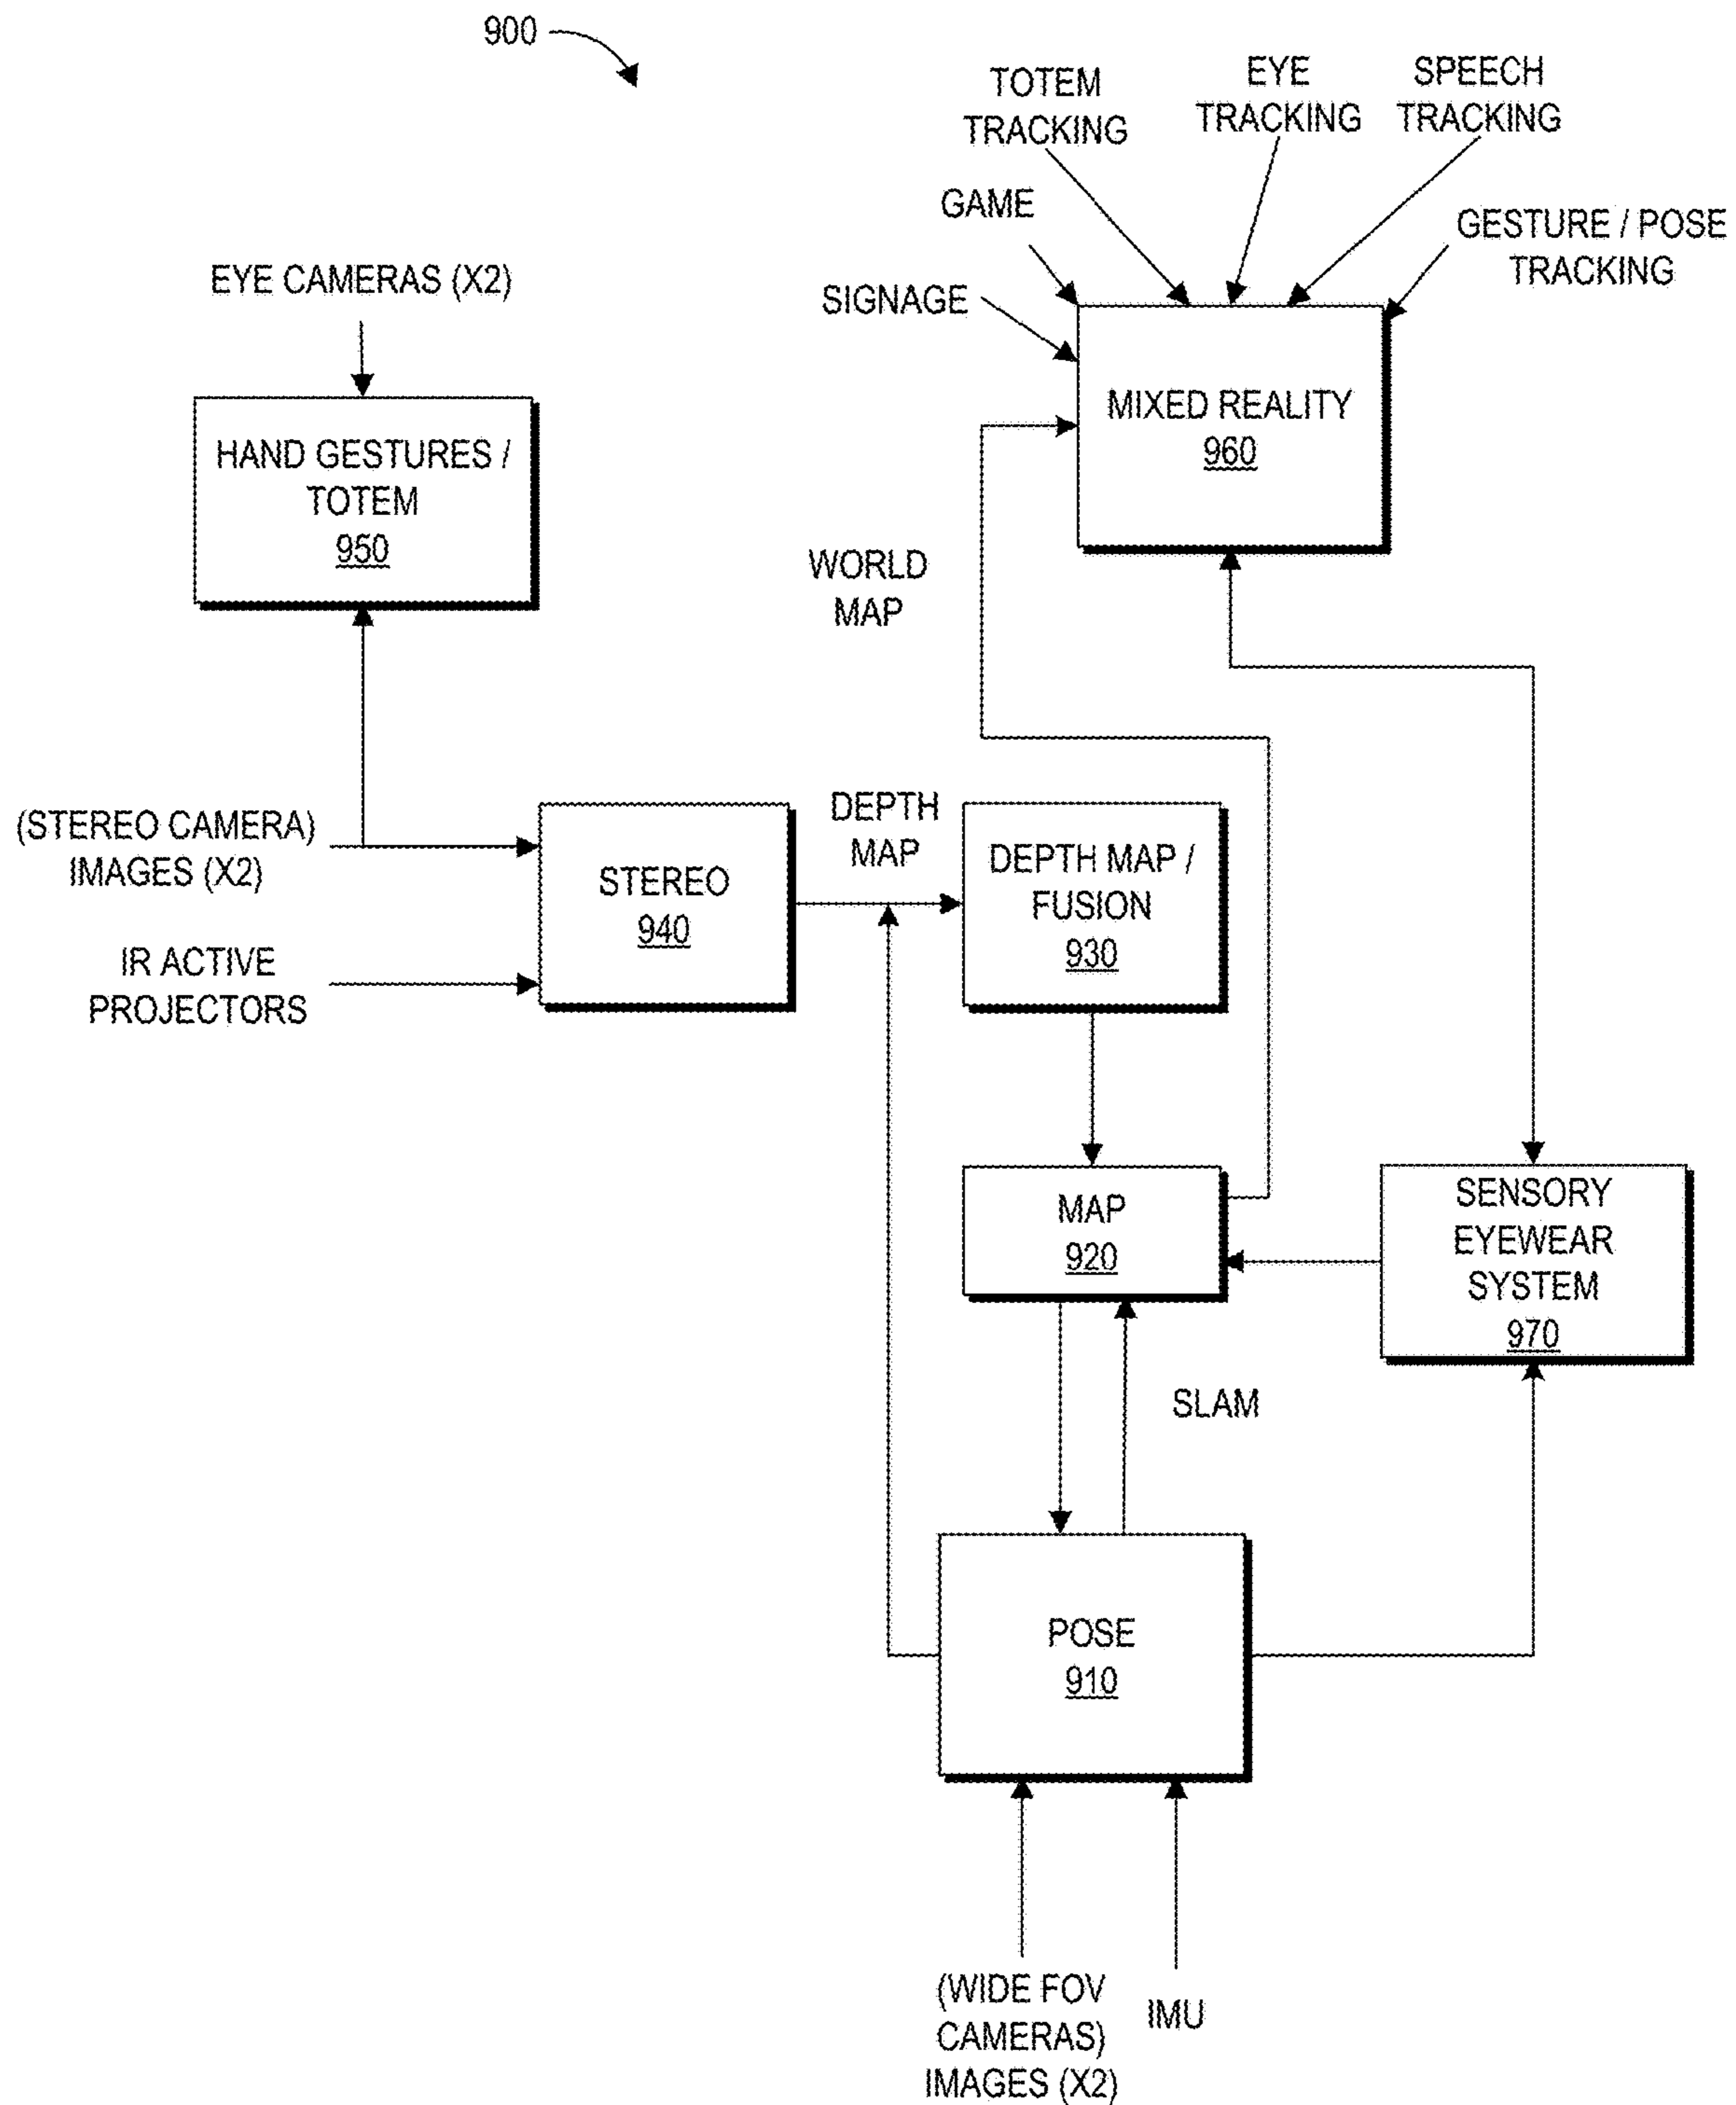 900
TOTEM
TRACKING
EYE
TRACKING
SPEECH
TRACKING
GAME
GESTURE / POSE
TRACKING
SIGNAGE
EYE CAMERAS (X2)
MIXED REALITY
960
HAND GESTURES /
TOTEM
950
WORLD
MAP
(STEREO CAMERA)
IMAGES (X2)
STEREO
940
DEPTH
MAP
DEPTH MAP /
FUSION
930
IR ACTIVE
PROJECTORS
MAP
920
SENSORY
EYEWEAR
SYSTEM
970
SLAM
POSE
910
(WIDE FOV
CAMERAS)
IMAGES (X2)
IMU